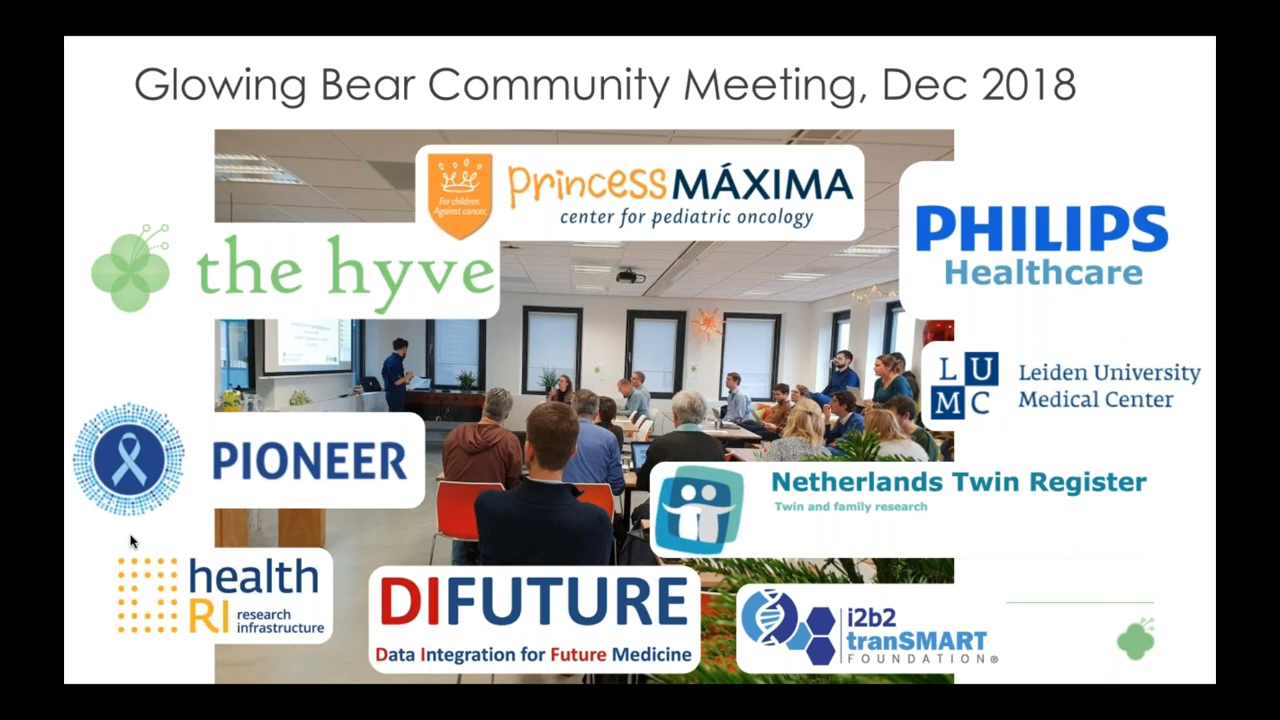 Glowing Bear Community Meeting, Dec 2018
For children.
Against cancer.
princess MÁXIMA
center for pediatric oncology
the hyve
PHILIPS
Healthcare
LU
MC
Leiden University
Medical Center
PIONEER
Netherlands Twin Register
Twin and family research
health
RI research
infrastructure
DIFUTURE
Data Integration for Future Medicine
i2b2
tranSMART
FOUNDATION®